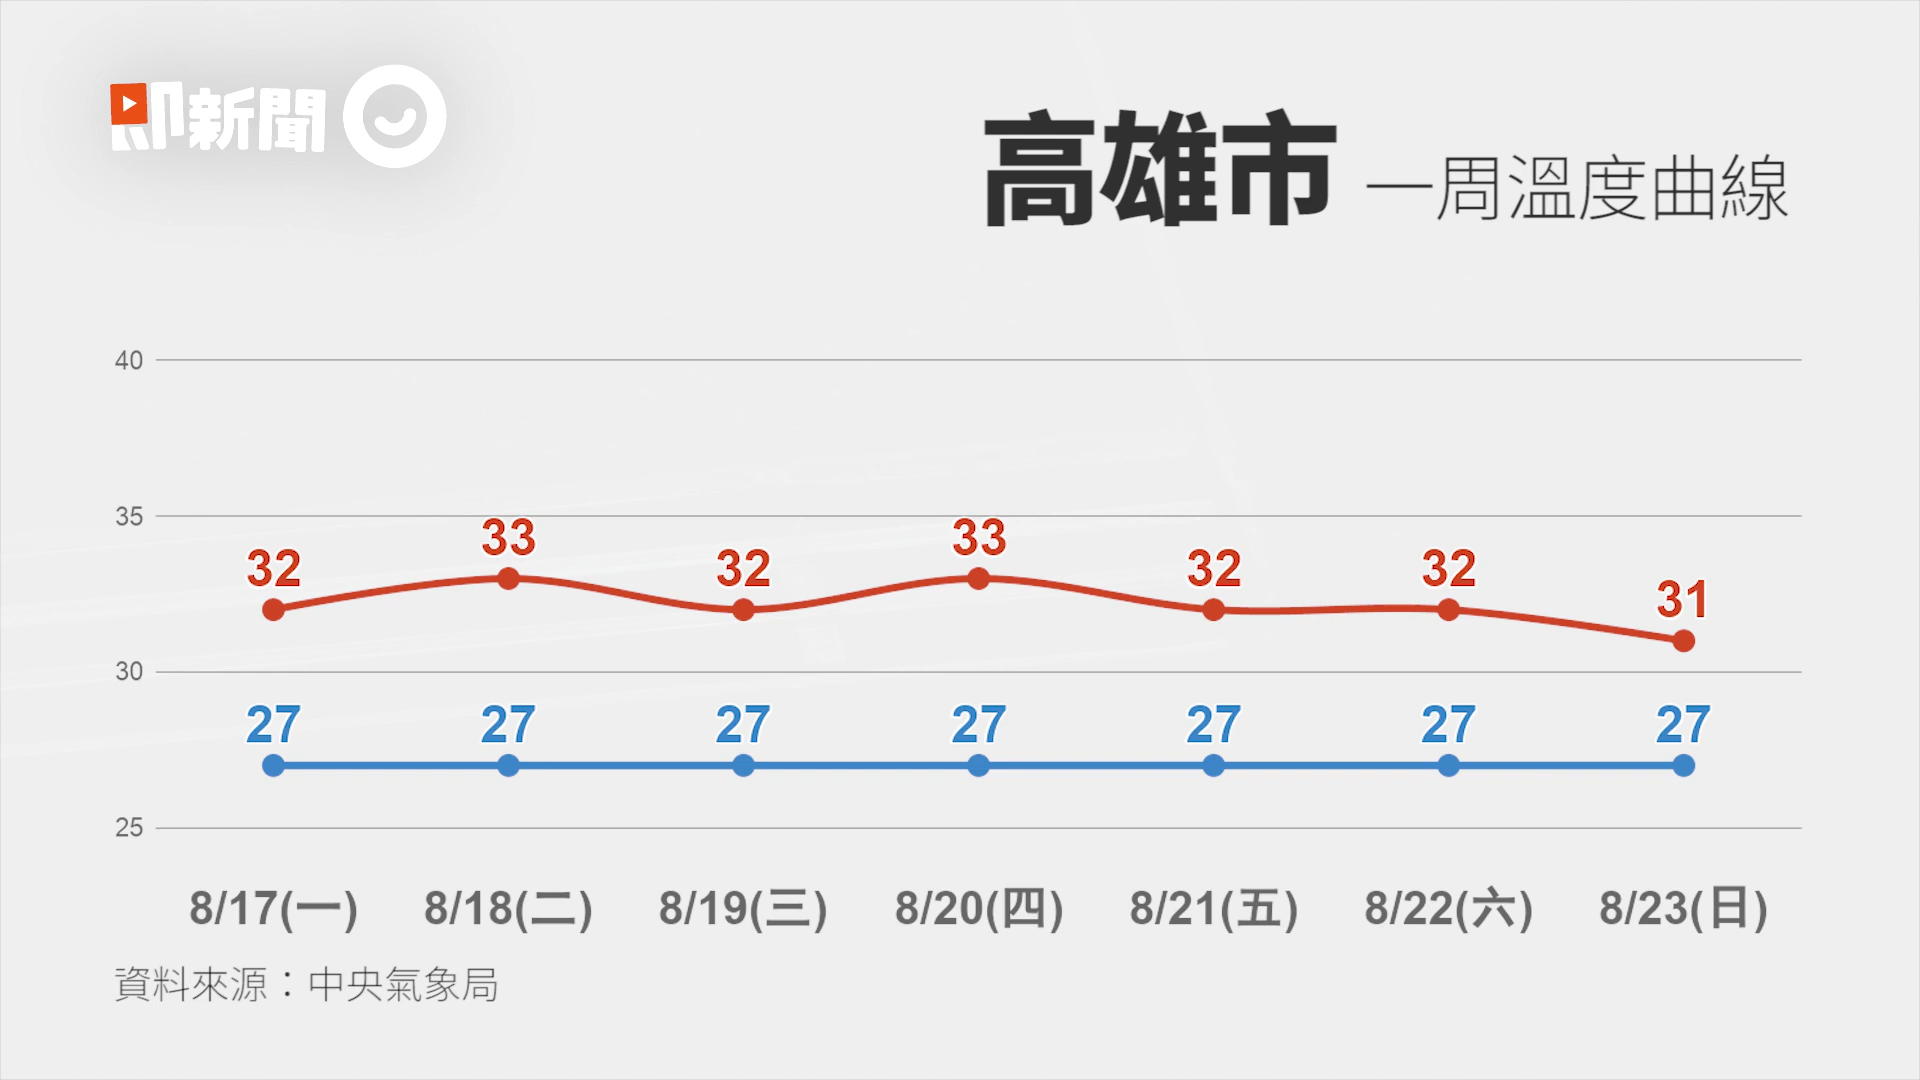 即新聞
高雄市 一周溫度曲線
40
35
30
25
32 33 32 33 32 32 31
27 27 27 27 27 27 27
8/17(一) 8/18(二) 8/19(三) 8/20(四) 8/21(五) 8/22(六) 8/23(日)
資料來源：中央氣象局